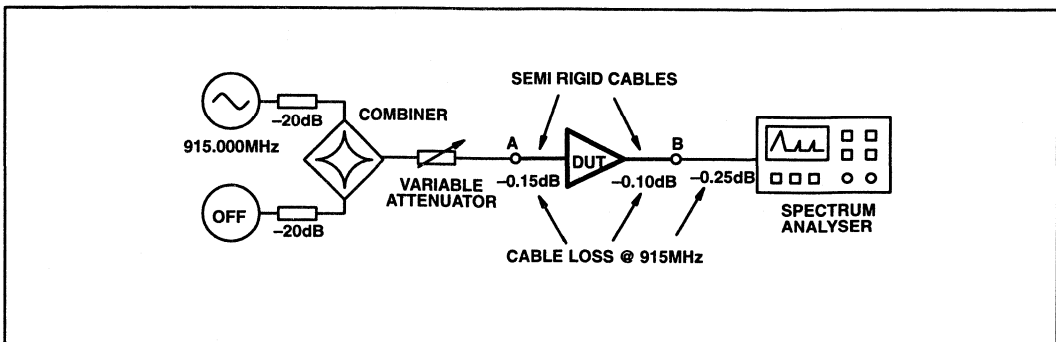 SEMI RIGID CABLES
–20dB
COMBINER
915.000MHz
A
B
DUT
–0.15dB
–0.10dB
–0.25dB
VARIABLE
ATTENUATOR
OFF
–20dB
SPECTRUM
ANALYSER
CABLE LOSS @ 915MHz